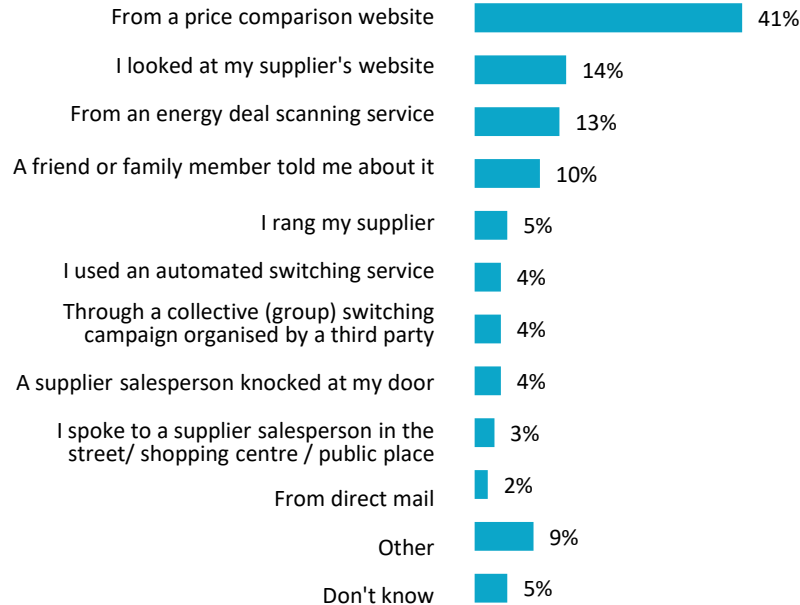 From a price comparison website 41%
I looked at my supplier's website 14%
From an energy deal scanning service 13%
A friend or family member told me about it 10%
I rang my supplier 5%
I used an automated switching service 4%
Through a collective (group) switching
campaign organised by a third party 4%
A supplier salesperson knocked at my door 4%
I spoke to a supplier salesperson in the
street/ shopping centre / public place 3%
From direct mail 2%
Other 9%
Don't know 5%